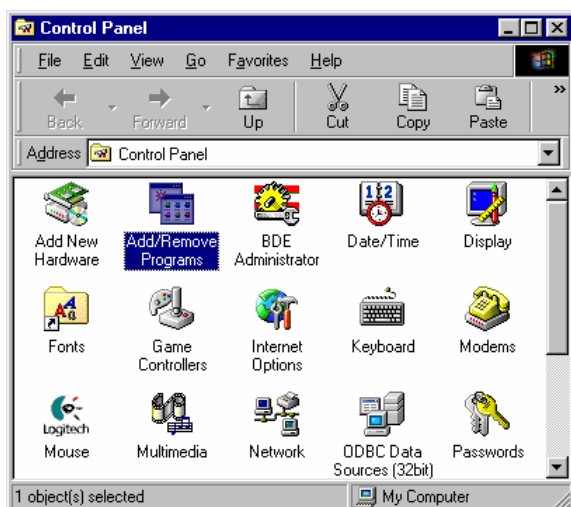 Control Panel
File Edit View Go Favorites Help
Back Forward Up Cut Copy Paste »
Address Control Panel
Add New Hardware
Add/Remove Programs
BDE Administrator
Date/Time
Display
Fonts
Game Controllers
Internet Options
Keyboard
Modems
Logitech
Mouse
Multimedia
Network
ODBC Data Sources (32bit)
Passwords
1 object(s) selected My Computer